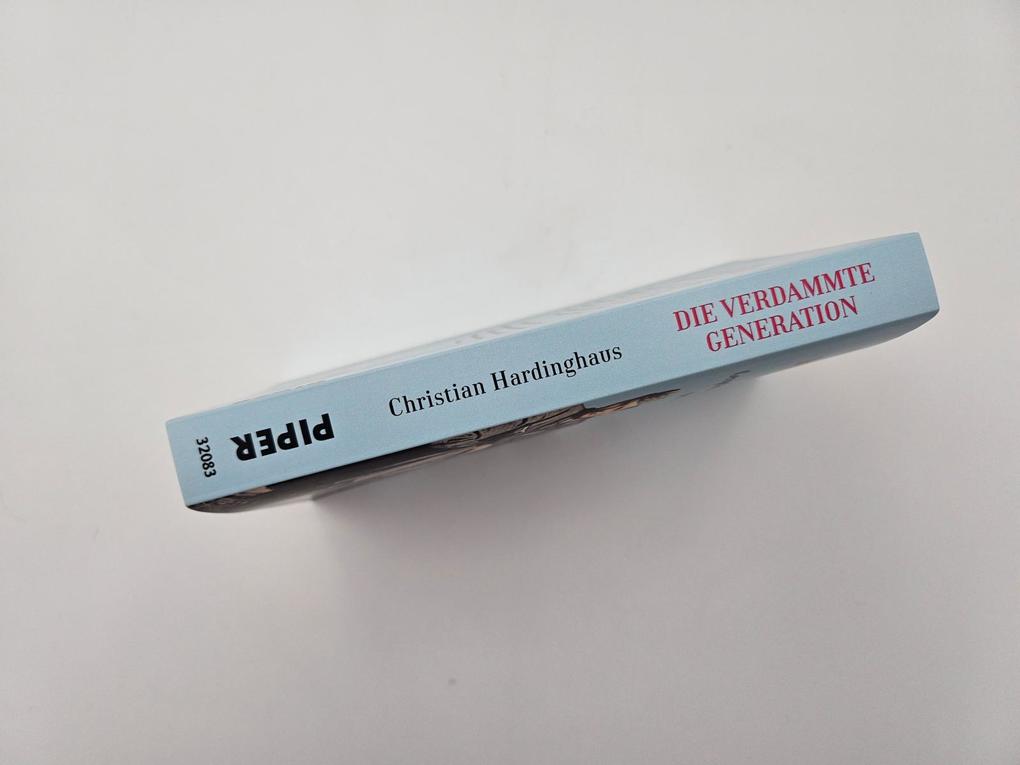 DIE VERDAMMTE
GENERATION
Christian Hardinghaus
PIPER
32083